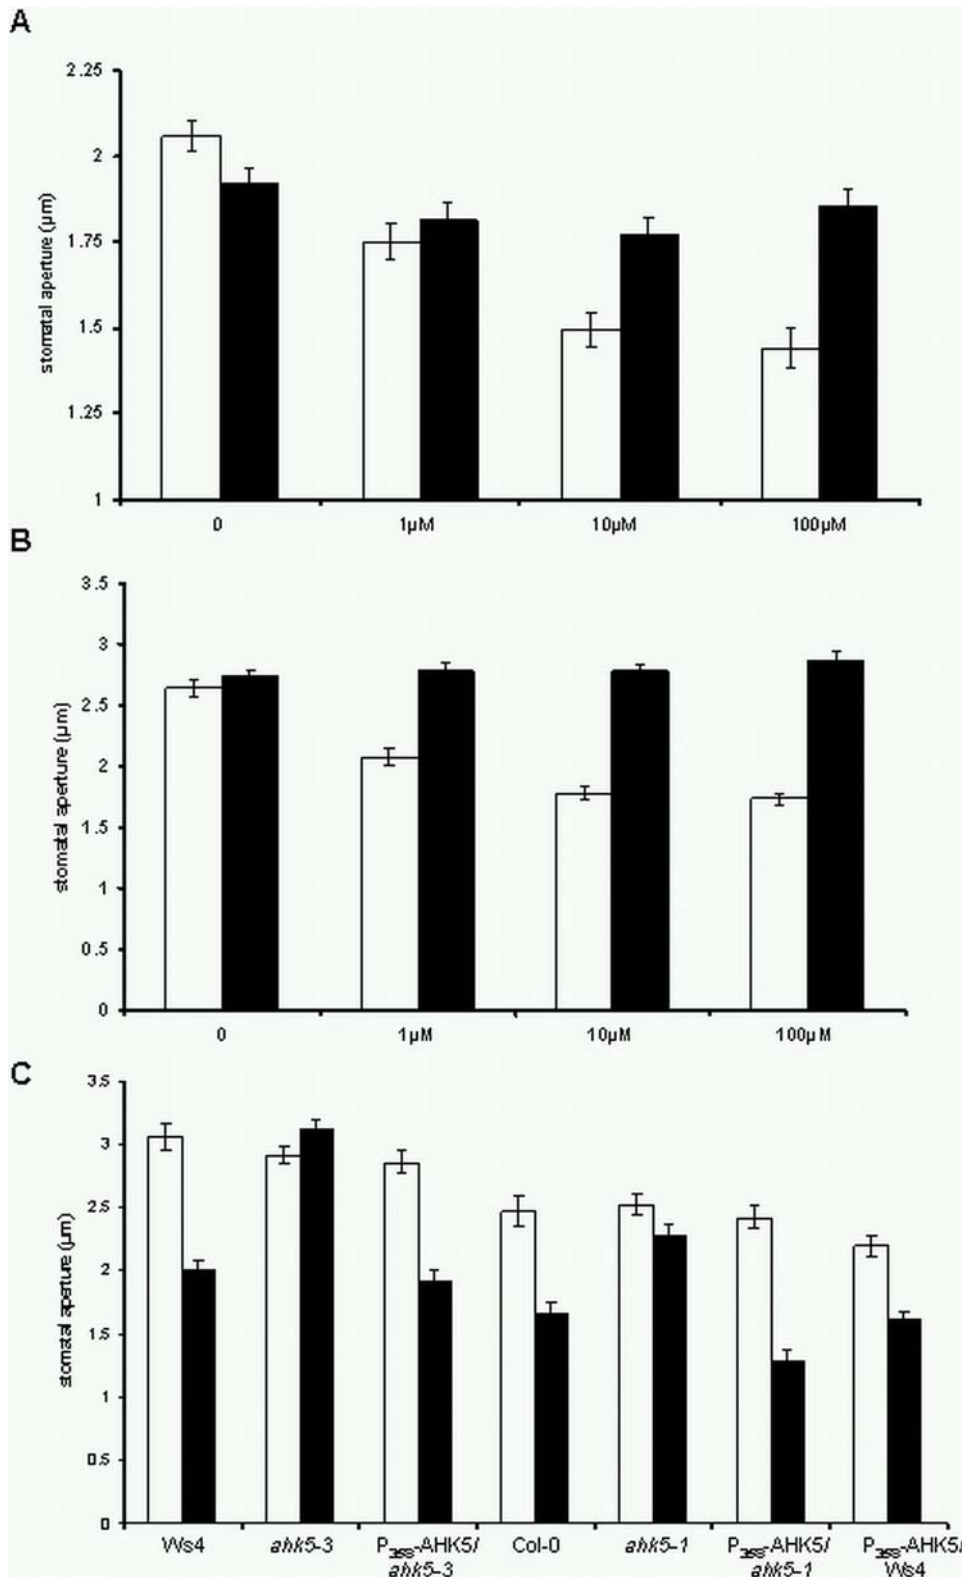 A
2.25
2
1.75
1.5
1.25
1
stomatal aperture (µm)
0 1µM 10µM 100µM
B
3.5
3
2.5
2
1.5
1
0.5
0
stomatal aperture (µm)
0 1µM 10µM 100µM
C
3.5
3
2.5
2
1.5
1
0.5
0
stomatal aperture (µm)
Ws4 ahk5-3 P35S-AHK5/ Col-0 ahk5-1 P35S-AHK5/ P35S-AHK5/
ahk5-3 ahk5-1 Ws4